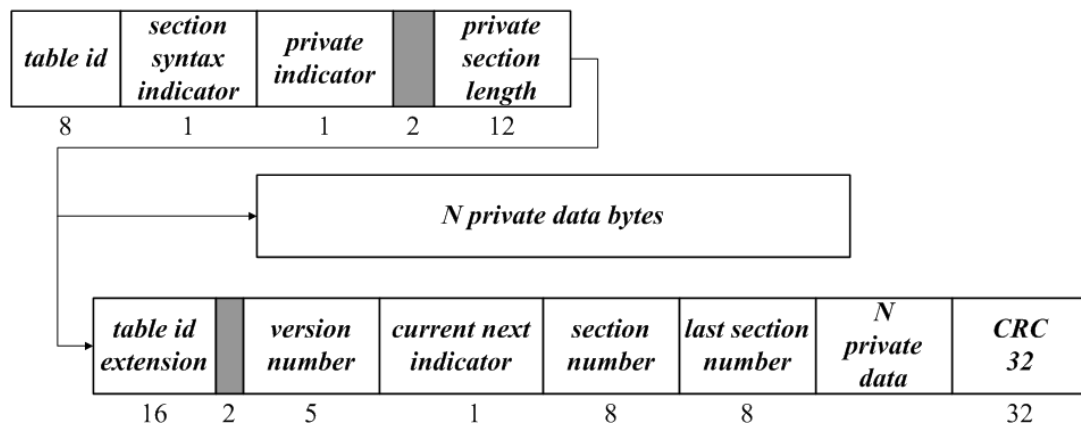 table id
section
syntax
indicator
private
indicator
private
section
length
8
1
1
2
12
N private data bytes
table id
extension
version
number
current next
indicator
section
number
last section
number
N
private
data
CRC
32
16
2
5
1
8
8
32